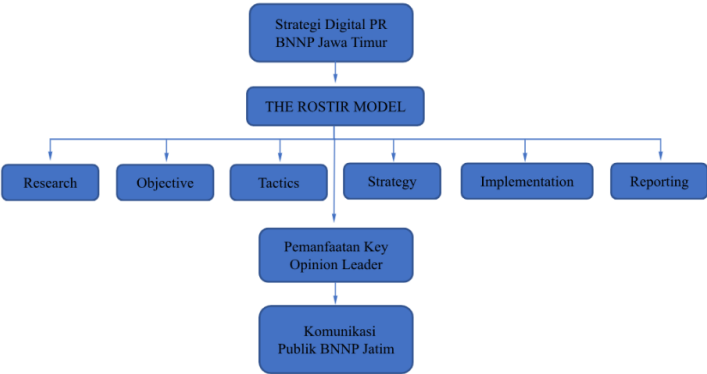 Strategi Digital PR
BNNP Jawa Timur
THE ROSTIR MODEL
Research
Objective
Tactics
Strategy
Implementation
Reporting
Pemanfaatan Key
Opinion Leader
Komunikasi
Publik BNNP Jatim